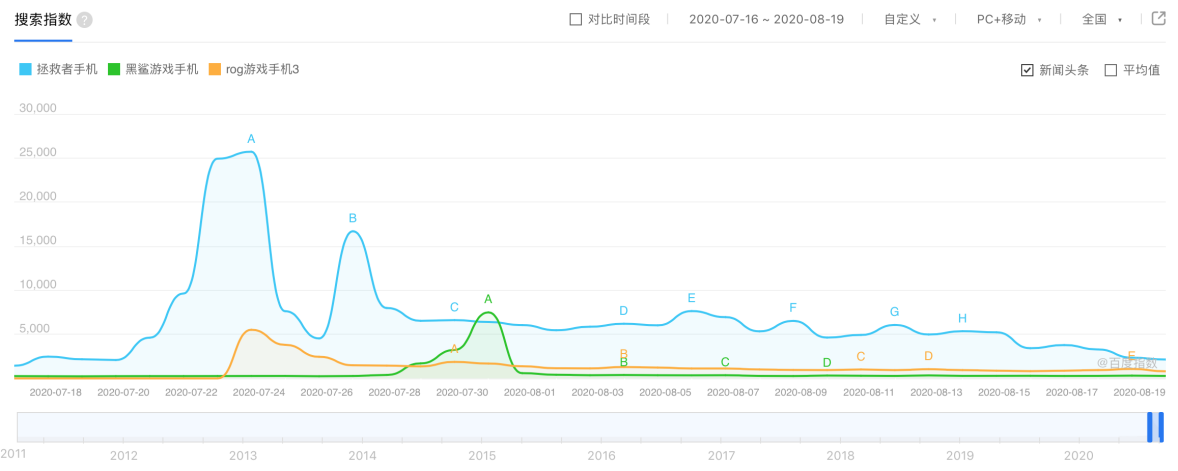 搜索指数 ? 对比时间段 2020-07-16 ~ 2020-08-19 自定义 PC+移动 全国
拯救者手机 黑鲨游戏手机 rog游戏手机3 新闻头条 平均值
30,000
25,000
20,000
15,000
10,000
5,000
A
B
C A D E F G H
A B B C D C D E
@百度指数
2020-07-18 2020-07-20 2020-07-22 2020-07-24 2020-07-26 2020-07-28 2020-07-30 2020-08-01 2020-08-03 2020-08-05 2020-08-07 2020-08-09 2020-08-11 2020-08-13 2020-08-15 2020-08-17 2020-08-19
2011 2012 2013 2014 2015 2016 2017 2018 2019 2020